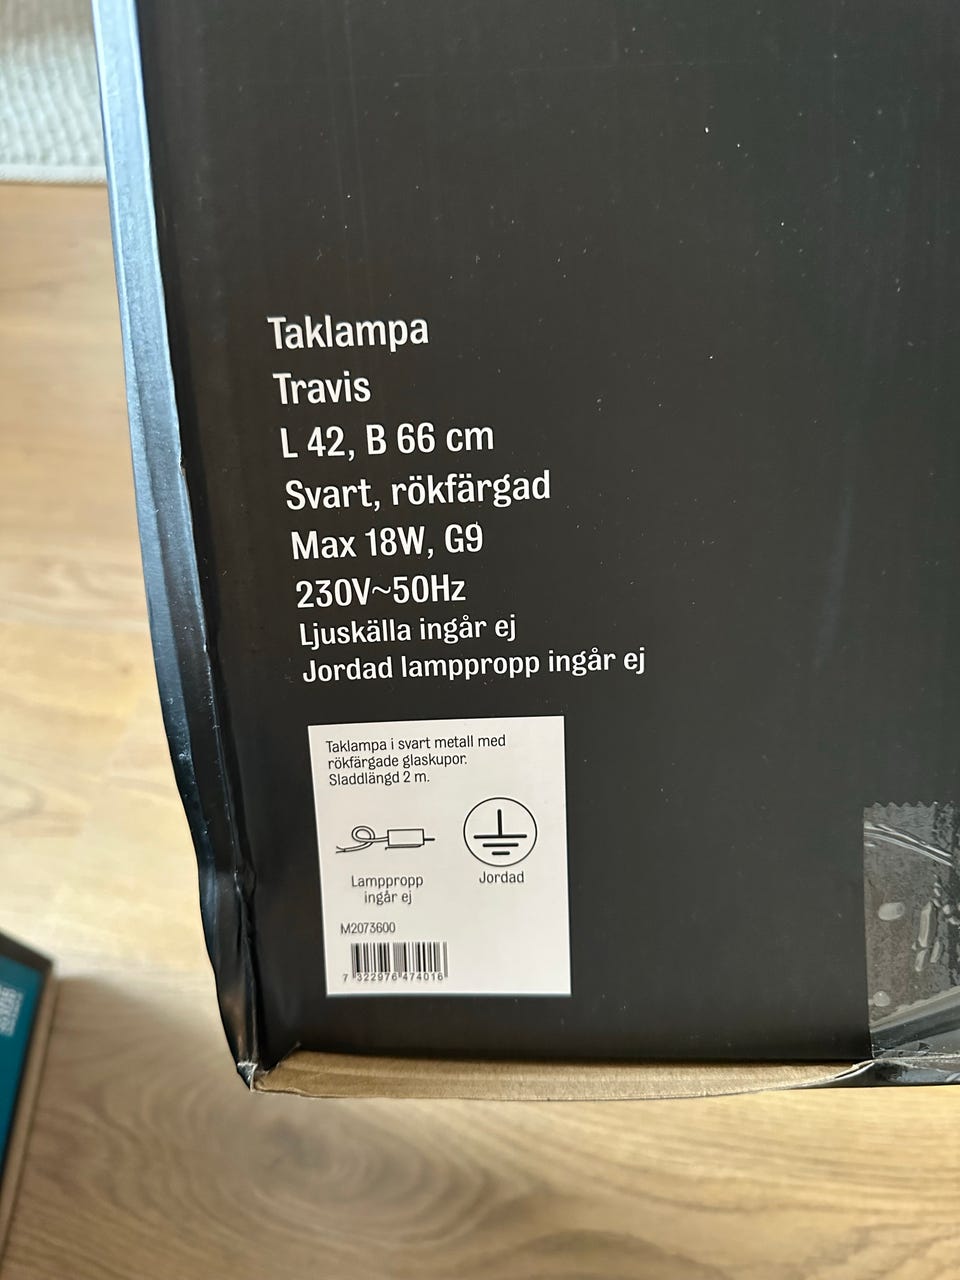 Taklampa
Travis
L 42, B 66 cm
Svart, rökfärgad
Max 18W, G9
230V~50Hz
Ljuskälla ingår ej
Jordad lamppropp ingår ej
Taklampa i svart metall med
rökfärgade glaskupor.
Sladdlängd 2 m.
Lamppropp
ingår ej
Jordad
M2073600
7 322976 474016